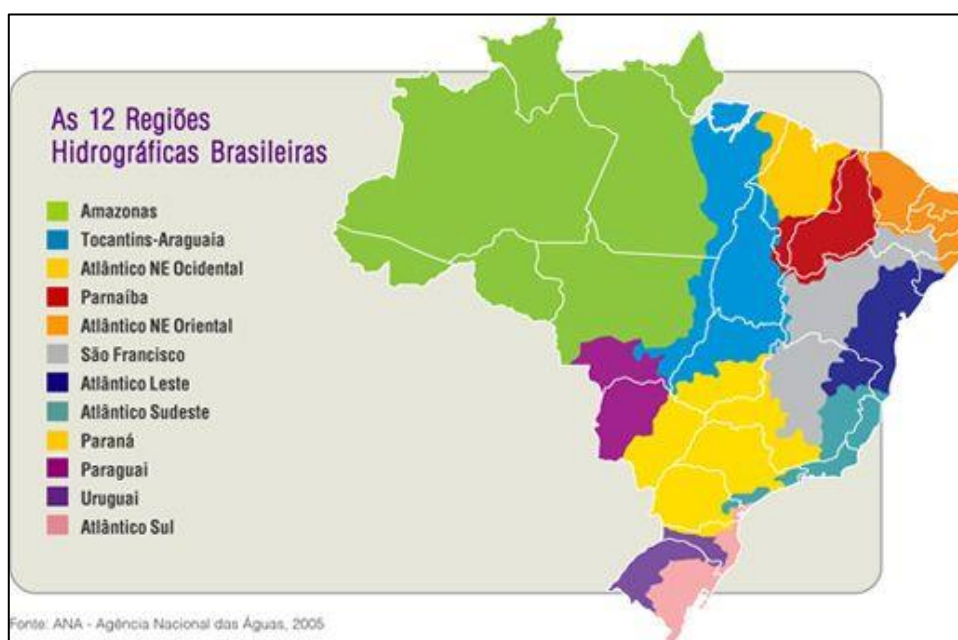 As 12 Regiões
Hidrográficas Brasileiras
Amazonas
Tocantins-Araguaia
Atlântico NE Ocidental
Parnaíba
Atlântico NE Oriental
São Francisco
Atlântico Leste
Atlântico Sudeste
Paraná
Paraguai
Uruguai
Atlântico Sul
Fonte: ANA - Agência Nacional das Águas, 2005